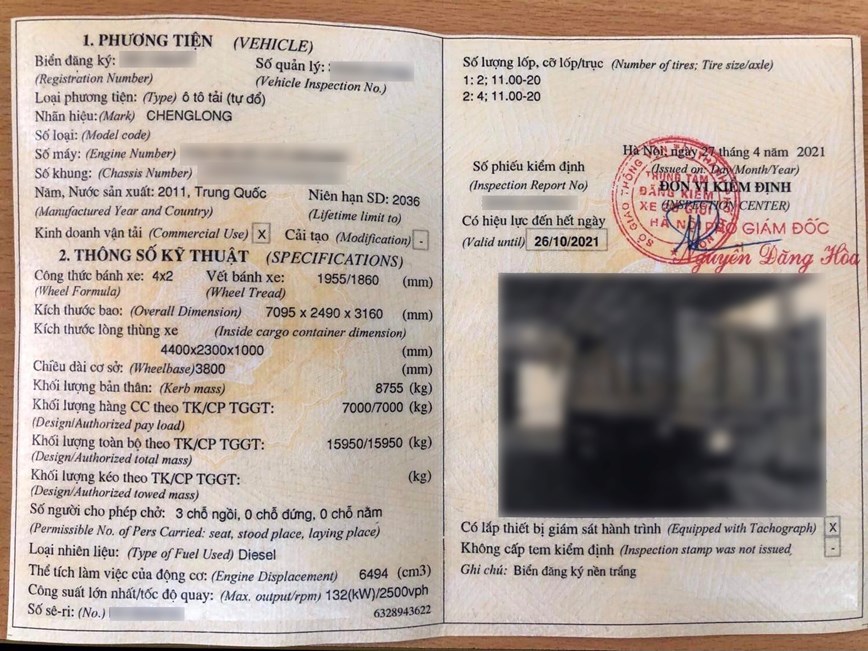 1. PHƯƠNG TIỆN (VEHICLE)
Biển đăng ký:
(Registration Number)
Số quản lý:
(Vehicle Inspection No.)
Loại phương tiện: (Type) ô tô tải (tự đổ)
Nhãn hiệu: (Mark) CHENGLONG
Số loại: (Model code)
Số máy: (Engine Number)
Số khung: (Chassis Number)
Năm, Nước sản xuất: 2011, Trung Quốc
(Manufactured Year and Country)
Niên hạn SD: 2036
(Lifetime limit to)
Kinh doanh vận tải (Commercial Use) X Cải tạo (Modification) -
2. THÔNG SỐ KỸ THUẬT (SPECIFICATIONS)
Công thức bánh xe: 4x2 Vết bánh xe: 1955/1860 (mm)
(Wheel Formula) (Wheel Tread)
Kích thước bao: (Overall Dimension) 7095 x 2490 x 3160 (mm)
Kích thước lòng thùng xe (Inside cargo container dimension)
4400x2300x1000 (mm)
Chiều dài cơ sở: (Wheelbase) 3800 (mm)
Khối lượng bản thân: (Kerb mass) 8755 (kg)
Khối lượng hàng CC theo TK/CP TGGT: 7000/7000 (kg)
(Design/Authorized pay load)
Khối lượng toàn bộ theo TK/CP TGGT: 15950/15950 (kg)
(Design/Authorized total mass)
Khối lượng kéo theo TK/CP TGGT: (kg)
(Design/Authorized towed mass)
Số người cho phép chở: 3 chỗ ngồi, 0 chỗ đứng, 0 chỗ nằm
(Permissible No. of Pers Carried: seat, stood place, laying place)
Loại nhiên liệu: (Type of Fuel Used) Diesel
Thể tích làm việc của động cơ: (Engine Displacement) 6494 (cm3)
Công suất lớn nhất/tốc độ quay: (Max. output/rpm) 132(kW)/2500vph
Số sê-ri: (No.) 6328943622
Số lượng lốp, cỡ lốp/trục (Number of tires; Tire size/axle)
1: 2; 11.00-20
2: 4; 11.00-20
Hà Nội, ngày 27 tháng 4 năm 2021
(Issued on: Day/Month/Year)
Số phiếu kiểm định
(Inspection Report No)
ĐƠN VỊ KIỂM ĐỊNH
(INSPECTION CENTER)
TRUNG TÂM
ĐĂNG KIỂM
XE CƠ GIỚI
HÀ NỘI
PHÓ GIÁM ĐỐC
Nguyễn Đăng Hòa
Có hiệu lực đến hết ngày
(Valid until) 26/10/2021
Có lắp thiết bị giám sát hành trình (Equipped with Tachograph) X
Không cấp tem kiểm định (Inspection stamp was not issued) -
Ghi chú: Biển đăng ký nền trắng